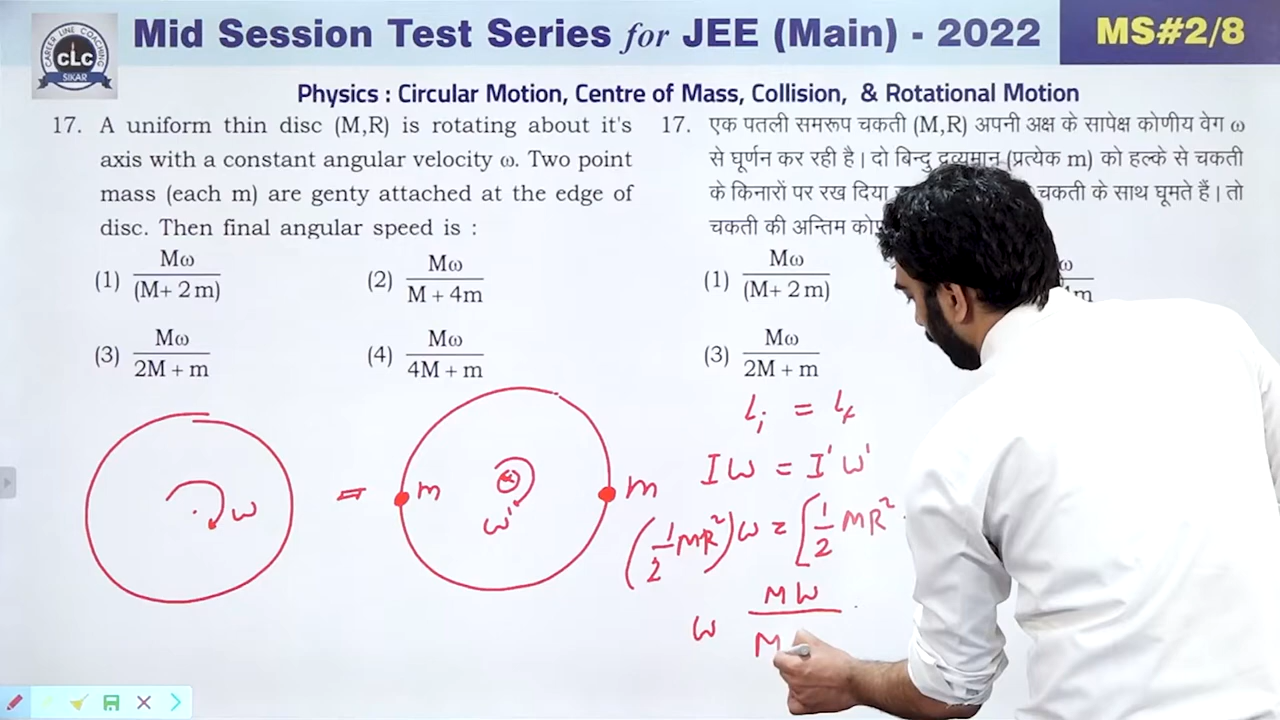 CAREER LINE COACHING
CLC
SIKAR
Mid Session Test Series for JEE (Main) - 2022
MS#2/8
Physics : Circular Motion, Centre of Mass, Collision, & Rotational Motion
17. A uniform thin disc (M,R) is rotating about it's
axis with a constant angular velocity ω. Two point
mass (each m) are genty attached at the edge of
disc. Then final angular speed is :
(1) Mω/(M+ 2m) (2) Mω/M + 4m
(3) Mω/2M + m (4) Mω/4M + m
17. एक पतली समरूप चकती (M,R) अपनी अक्ष के सापेक्ष कोणीय वेग ω
से घूर्णन कर रही है। दो बिन्दु द्रव्यमान (प्रत्येक m) को हल्के से चकती
के किनारों पर रख दिया चकती के साथ घूमते हैं। तो
चकती की अन्तिम
(1) Mω/(M+ 2m)
(3) Mω/2M + m
ω
= m m
ω'
Li = Lf
Iω = I'ω'
(1/2 MR²)ω = [1/2 MR²
ω Mω/M